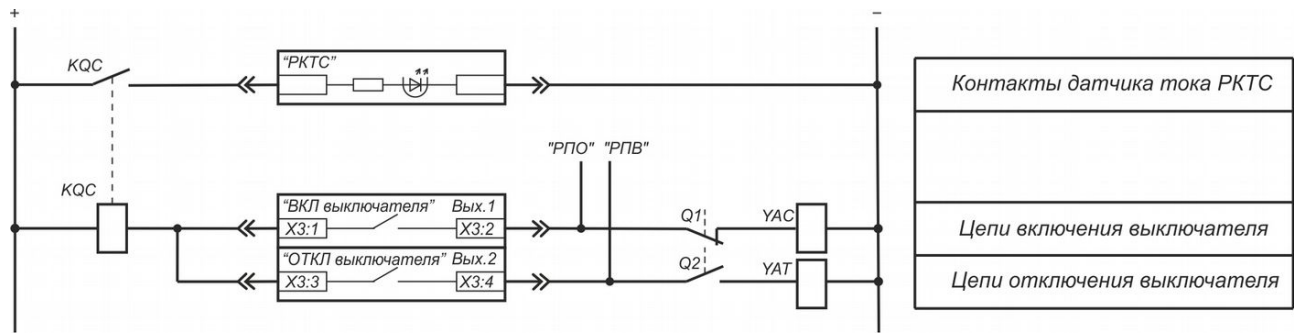 + –
KQC "РКТС" Контакты датчика тока РКТС
"РПО" "РПВ"
KQC "ВКЛ выключателя" Вых.1 Q1 YAC
X3:1 X3:2 Цепи включения выключателя
"ОТКЛ выключателя" Вых.2 Q2 YAT
X3:3 X3:4 Цепи отключения выключателя